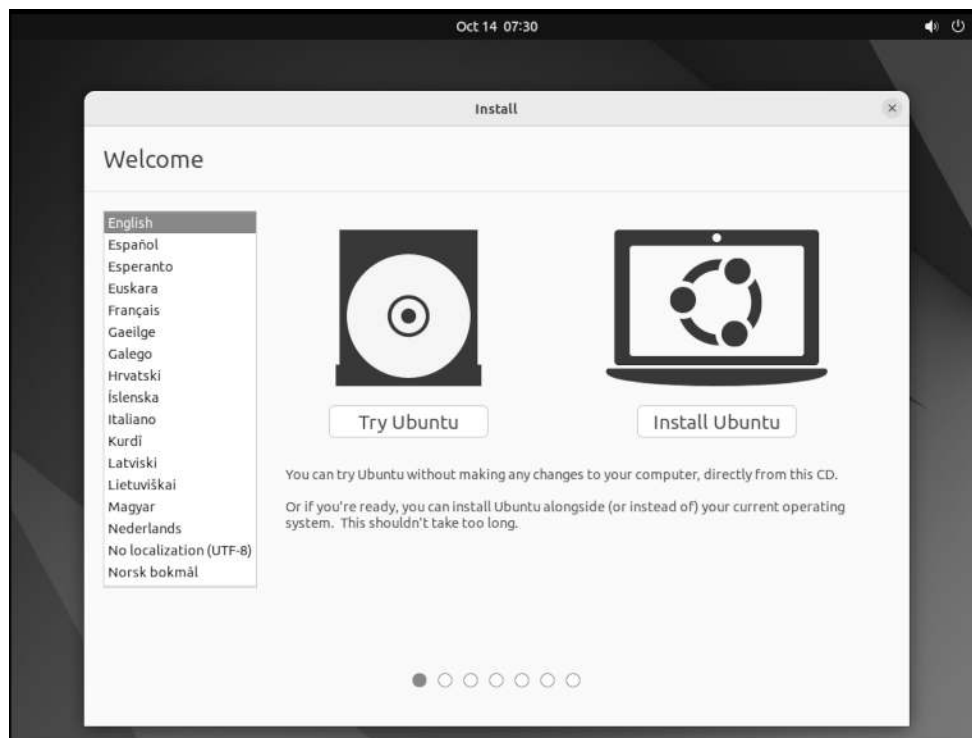 Oct 14 07:30
Install
Welcome
English
Español
Esperanto
Euskara
Français
Gaeilge
Galego
Hrvatski
Íslenska
Italiano
Kurdî
Latviski
Lietuviškai
Magyar
Nederlands
No localization (UTF-8)
Norsk bokmål
Try Ubuntu
Install Ubuntu
You can try Ubuntu without making any changes to your computer, directly from this CD.
Or if you're ready, you can install Ubuntu alongside (or instead of) your current operating
system. This shouldn't take too long.